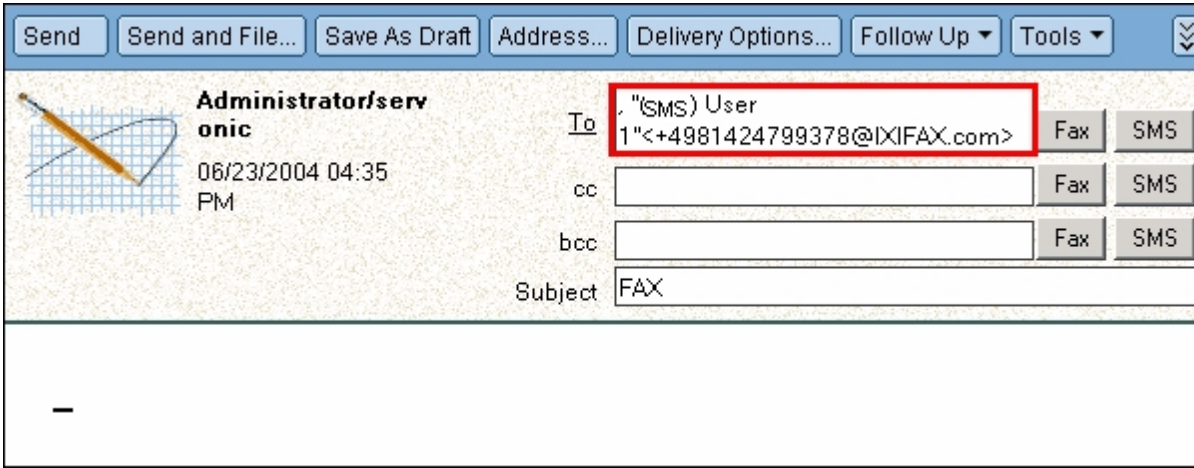 Send Send and File... Save As Draft Address... Delivery Options... Follow Up Tools
Administrator/serv
onic
06/23/2004 04:35
PM
To , "(SMS) User
1"<+4981424799378@IXIFAX.com> Fax SMS
cc Fax SMS
bcc Fax SMS
Subject FAX